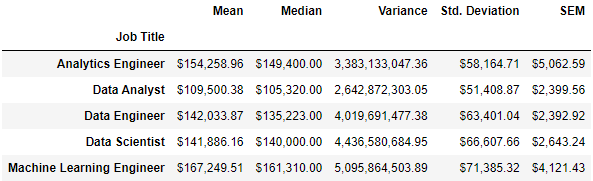 Mean Median Variance Std. Deviation SEM
Job Title
Analytics Engineer $154,258.96 $149,400.00 3,383,133,047.36 $58,164.71 $5,062.59
Data Analyst $109,500.38 $105,320.00 2,642,872,303.05 $51,408.87 $2,399.56
Data Engineer $142,033.87 $135,223.00 4,019,691,477.38 $63,401.04 $2,392.92
Data Scientist $141,886.16 $140,000.00 4,436,580,684.95 $66,607.66 $2,643.24
Machine Learning Engineer $167,249.51 $161,310.00 5,095,864,503.89 $71,385.32 $4,121.43